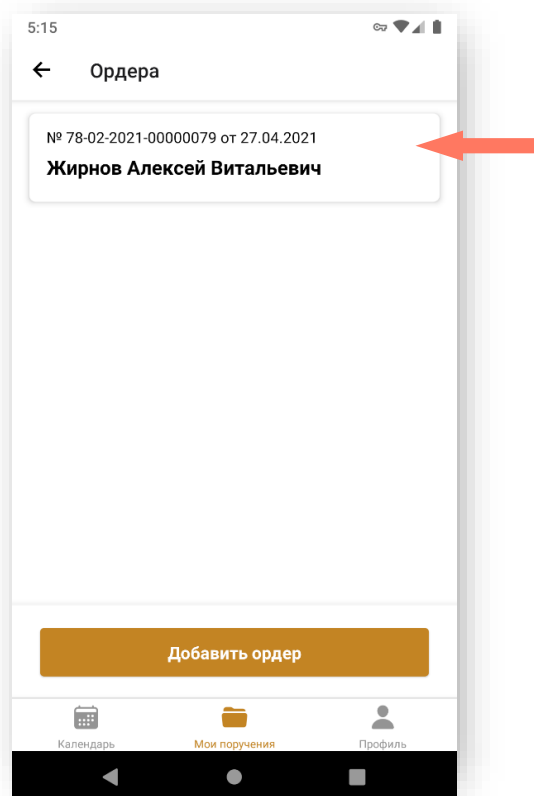 5:15
Ордера
№ 78-02-2021-00000079 от 27.04.2021
Жирнов Алексей Витальевич
Добавить ордер
Календарь
Мои поручения
Профиль